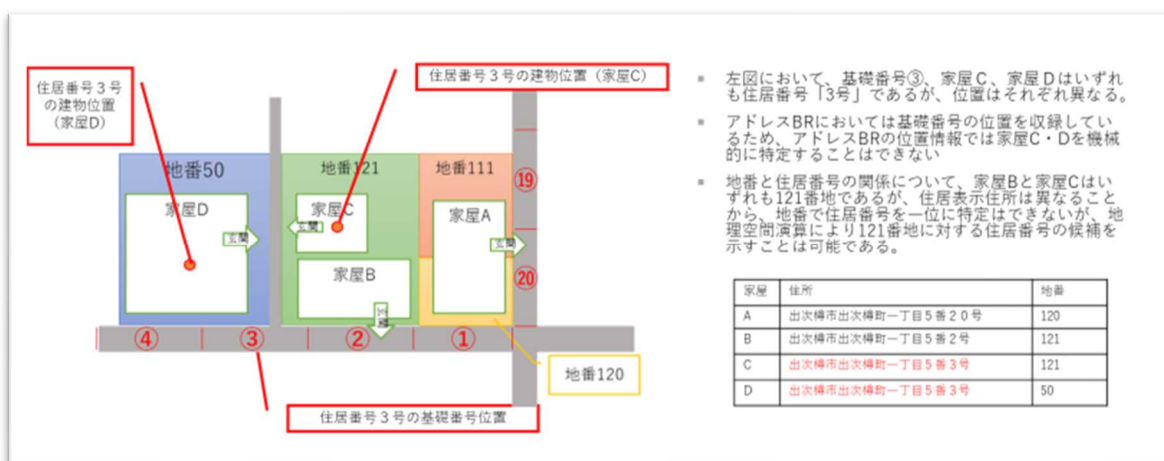 住居番号３号
の建物位置
（家屋D）
住居番号３号の建物位置（家屋C）
地番50
地番121
地番111
⑲
家屋D
家屋C
家屋A
玄関
玄関
玄関
家屋B
⑳
玄関
④
③
②
①
地番120
住居番号３号の基礎番号位置
▪ 左図において、基礎番号③、家屋Ｃ、家屋Ｄはいずれ
も住居番号「3号」であるが、位置はそれぞれ異なる。
▪ アドレスBRにおいては基礎番号の位置を収録してい
るため、アドレスBRの位置情報では家屋C・Dを機械
的に特定することはできない
▪ 地番と住居番号の関係について、家屋Bと家屋Cはい
ずれも121番地であるが、住居表示住所は異なること
から、地番で住居番号を一位に特定はできないが、地
理空間演算により121番地に対する住居番号の候補を
示すことは可能である。
家屋 住所 地番
A 出次樽市出次樽町一丁目５番２０号 120
B 出次樽市出次樽町一丁目５番２号 121
C 出次樽市出次樽町一丁目５番３号 121
D 出次樽市出次樽町一丁目５番３号 50